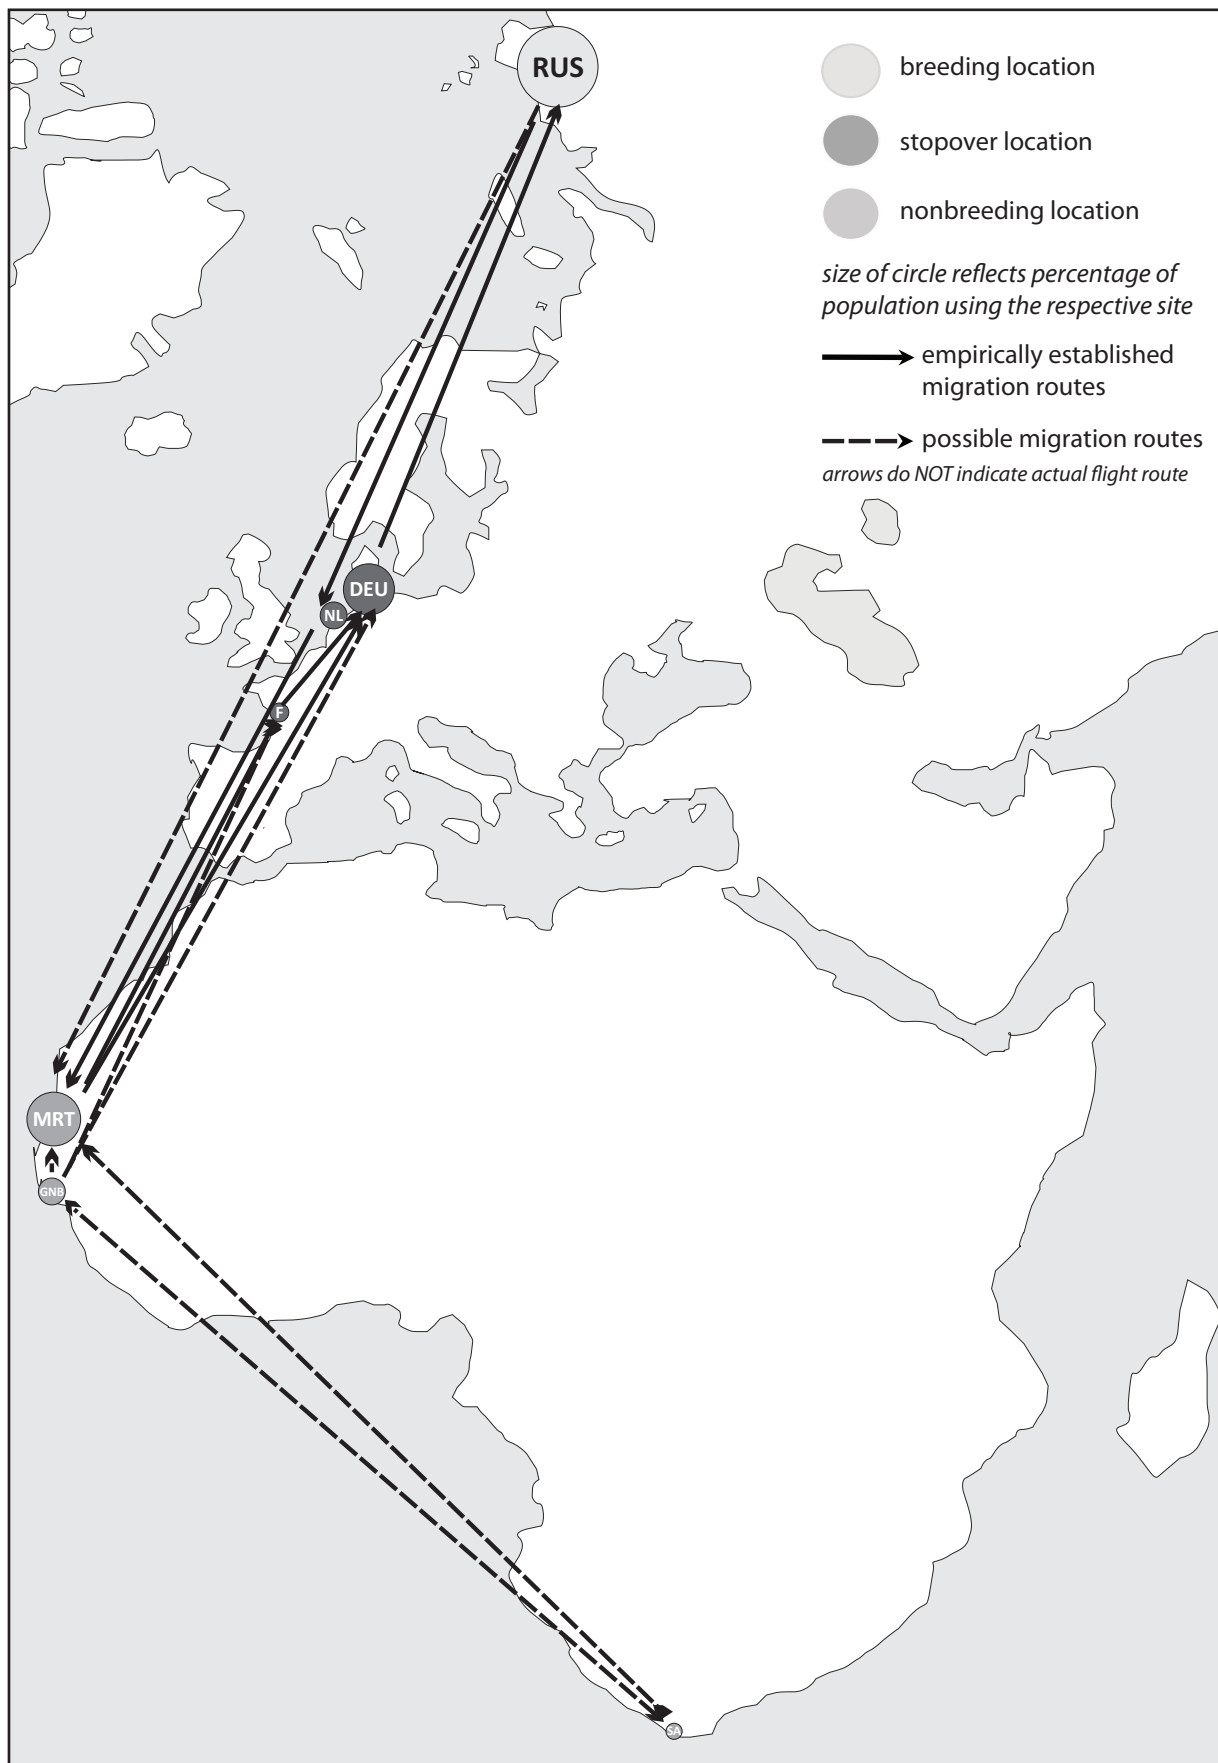 RUS
breeding location
stopover location
nonbreeding location
size of circle reflects percentage of
population using the respective site
empirically established
migration routes
possible migration routes
arrows do NOT indicate actual flight route
DEU
NL
F
MRT
GNB
SA